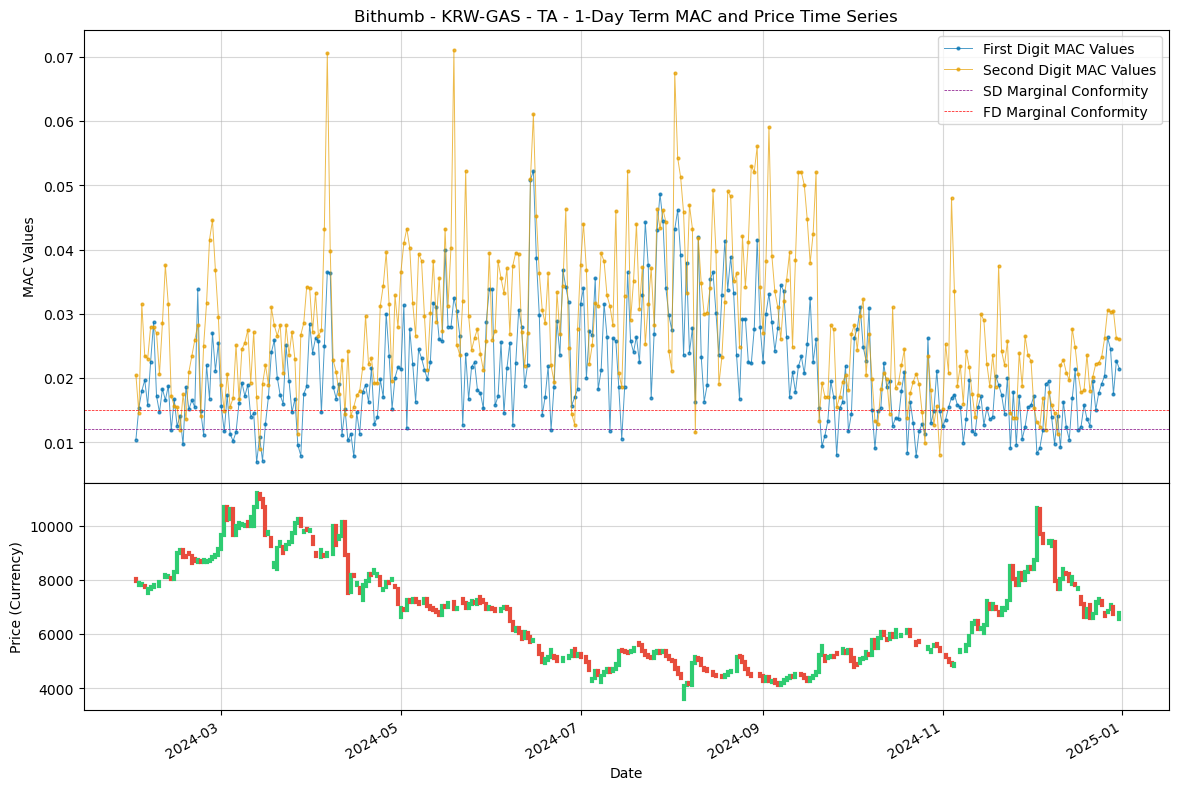 Bithumb - KRW-GAS - TA - 1-Day Term MAC and Price Time Series
First Digit MAC Values
Second Digit MAC Values
SD Marginal Conformity
FD Marginal Conformity
MAC Values
0.07
0.06
0.05
0.04
0.03
0.02
0.01
Price (Currency)
10000
8000
6000
4000
2024-03
2024-05
2024-07
2024-09
2024-11
2025-01
Date